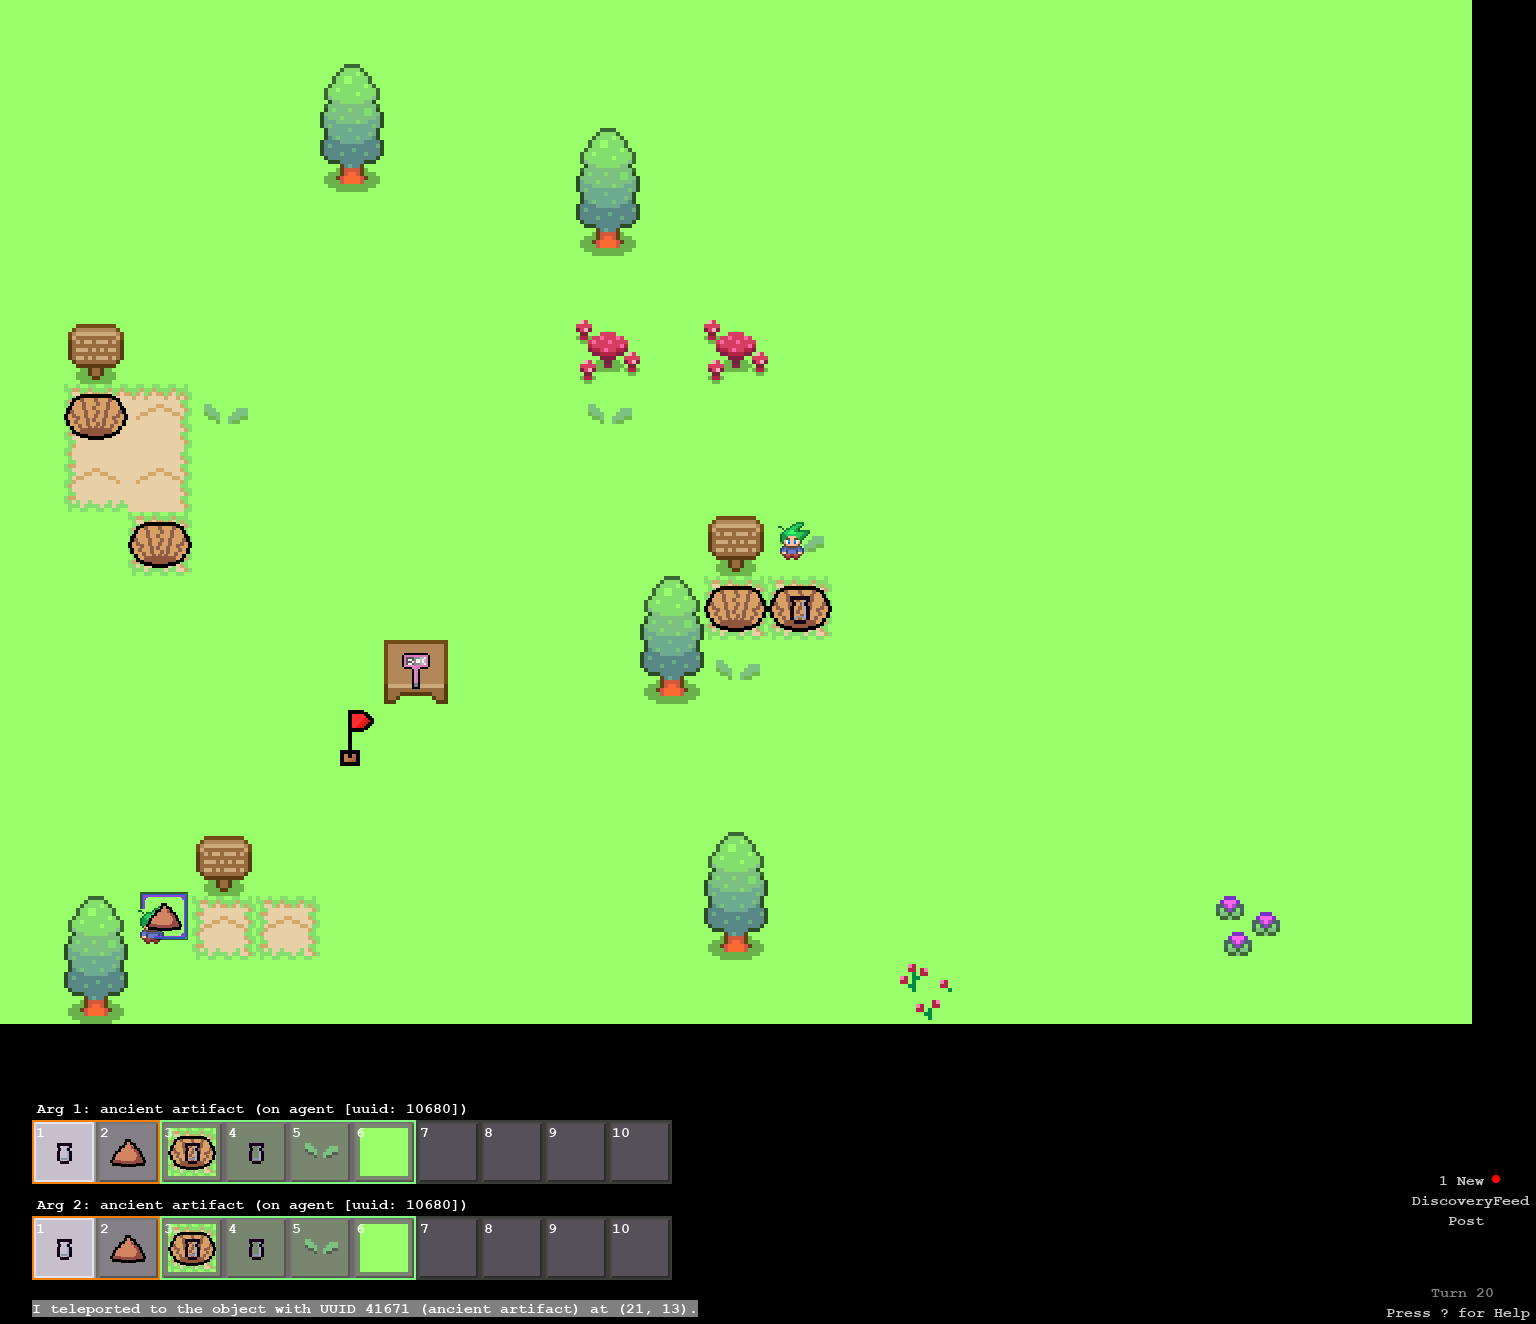 Arg 1: ancient artifact (on agent [uuid: 10680])
1 2 3 4 5 6 7 8 9 10
Arg 2: ancient artifact (on agent [uuid: 10680])
1 2 3 4 5 6 7 8 9 10
I teleported to the object with UUID 41671 (ancient artifact) at (21, 13).
1 New
DiscoveryFeed
Post
Turn 20
Press ? for Help